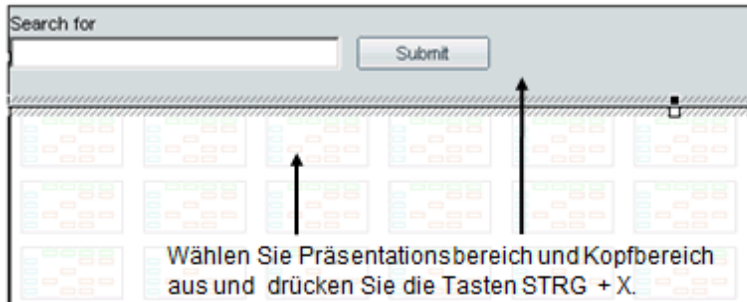 Search for
Submit
Wählen Sie Präsentationsbereich und Kopfbereich
aus und drücken Sie die Tasten STRG + X.